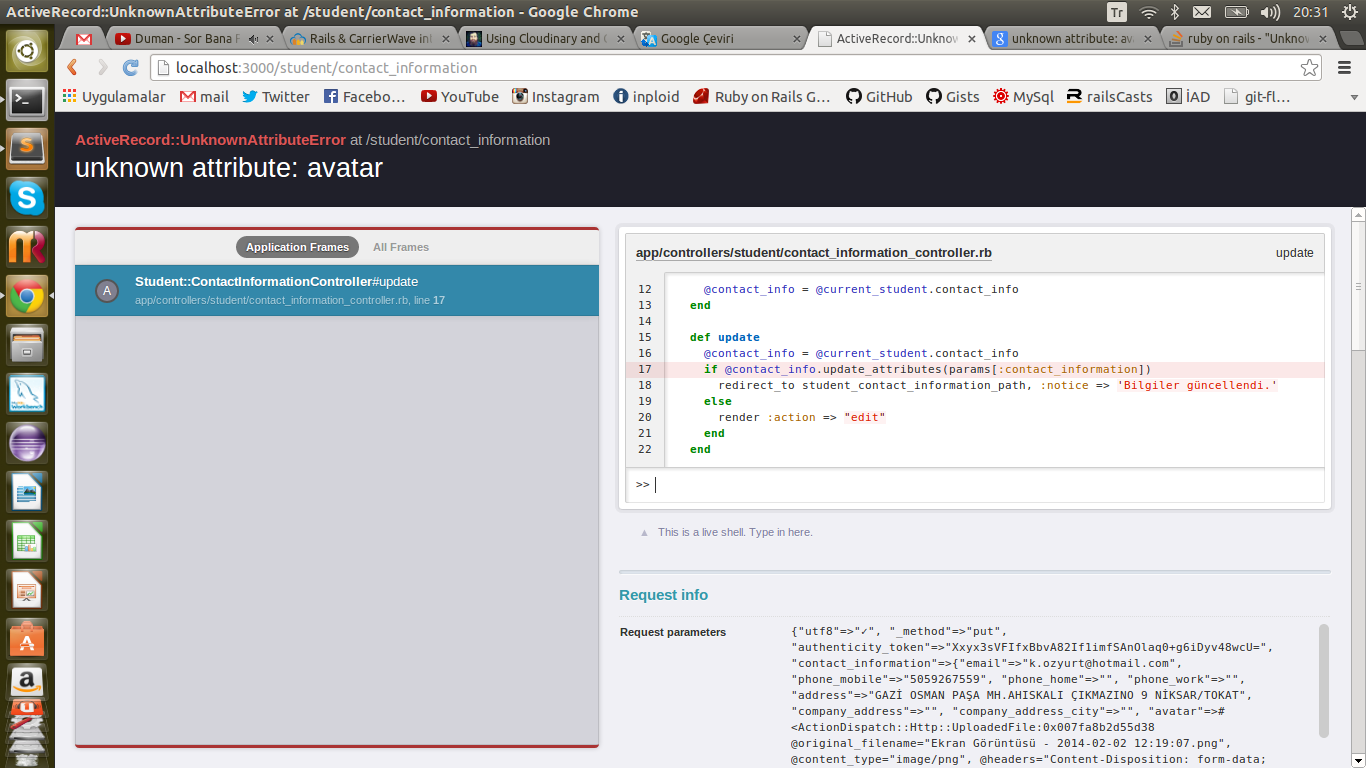 ActiveRecord::UnknownAttributeError at /student/contact_information - Google Chrome
Tr
20:31
Duman - Sor Bana P
Rails & CarrierWave int
Using Cloudinary and C
Google Çeviri
ActiveRecord::Unknow
unknown attribute: ava
ruby on rails - "Unknow
localhost:3000/student/contact_information
Uygulamalar
mail
Twitter
Facebo...
YouTube
Instagram
inploid
Ruby on Rails G...
GitHub
Gists
MySql
railsCasts
İAD
git-fl...
ActiveRecord::UnknownAttributeError at /student/contact_information
unknown attribute: avatar
Application Frames
All Frames
A
Student::ContactInformationController#update
app/controllers/student/contact_information_controller.rb, line 17
app/controllers/student/contact_information_controller.rb
update
12 @contact_info = @current_student.contact_info
13 end
14
15 def update
16 @contact_info = @current_student.contact_info
17 if @contact_info.update_attributes(params[:contact_information])
18 redirect_to student_contact_information_path, :notice => 'Bilgiler güncellendi.'
19 else
20 render :action => "edit"
21 end
22 end
>>
This is a live shell. Type in here.
Request info
Request parameters
{"utf8"=>"✓", "_method"=>"put",
"authenticity_token"=>"Xxyx3sVFIfxBbvA82If1imfSAnOlaq0+g6iDyv48wcU=",
"contact_information"=>{"email"=>"k.ozyurt@hotmail.com",
"phone_mobile"=>"5059267559", "phone_home"=>"", "phone_work"=>"",
"address"=>"GAZİ OSMAN PAŞA MH.AHISKALI ÇIKMAZINO 9 NİKSAR/TOKAT",
"company_address"=>"", "company_address_city"=>"", "avatar"=>#
<ActionDispatch::Http::UploadedFile:0x007fa8b2d55d38
@original_filename="Ekran Görüntüsü - 2014-02-02 12:19:07.png",
@content_type="image/png", @headers="Content-Disposition: form-data;